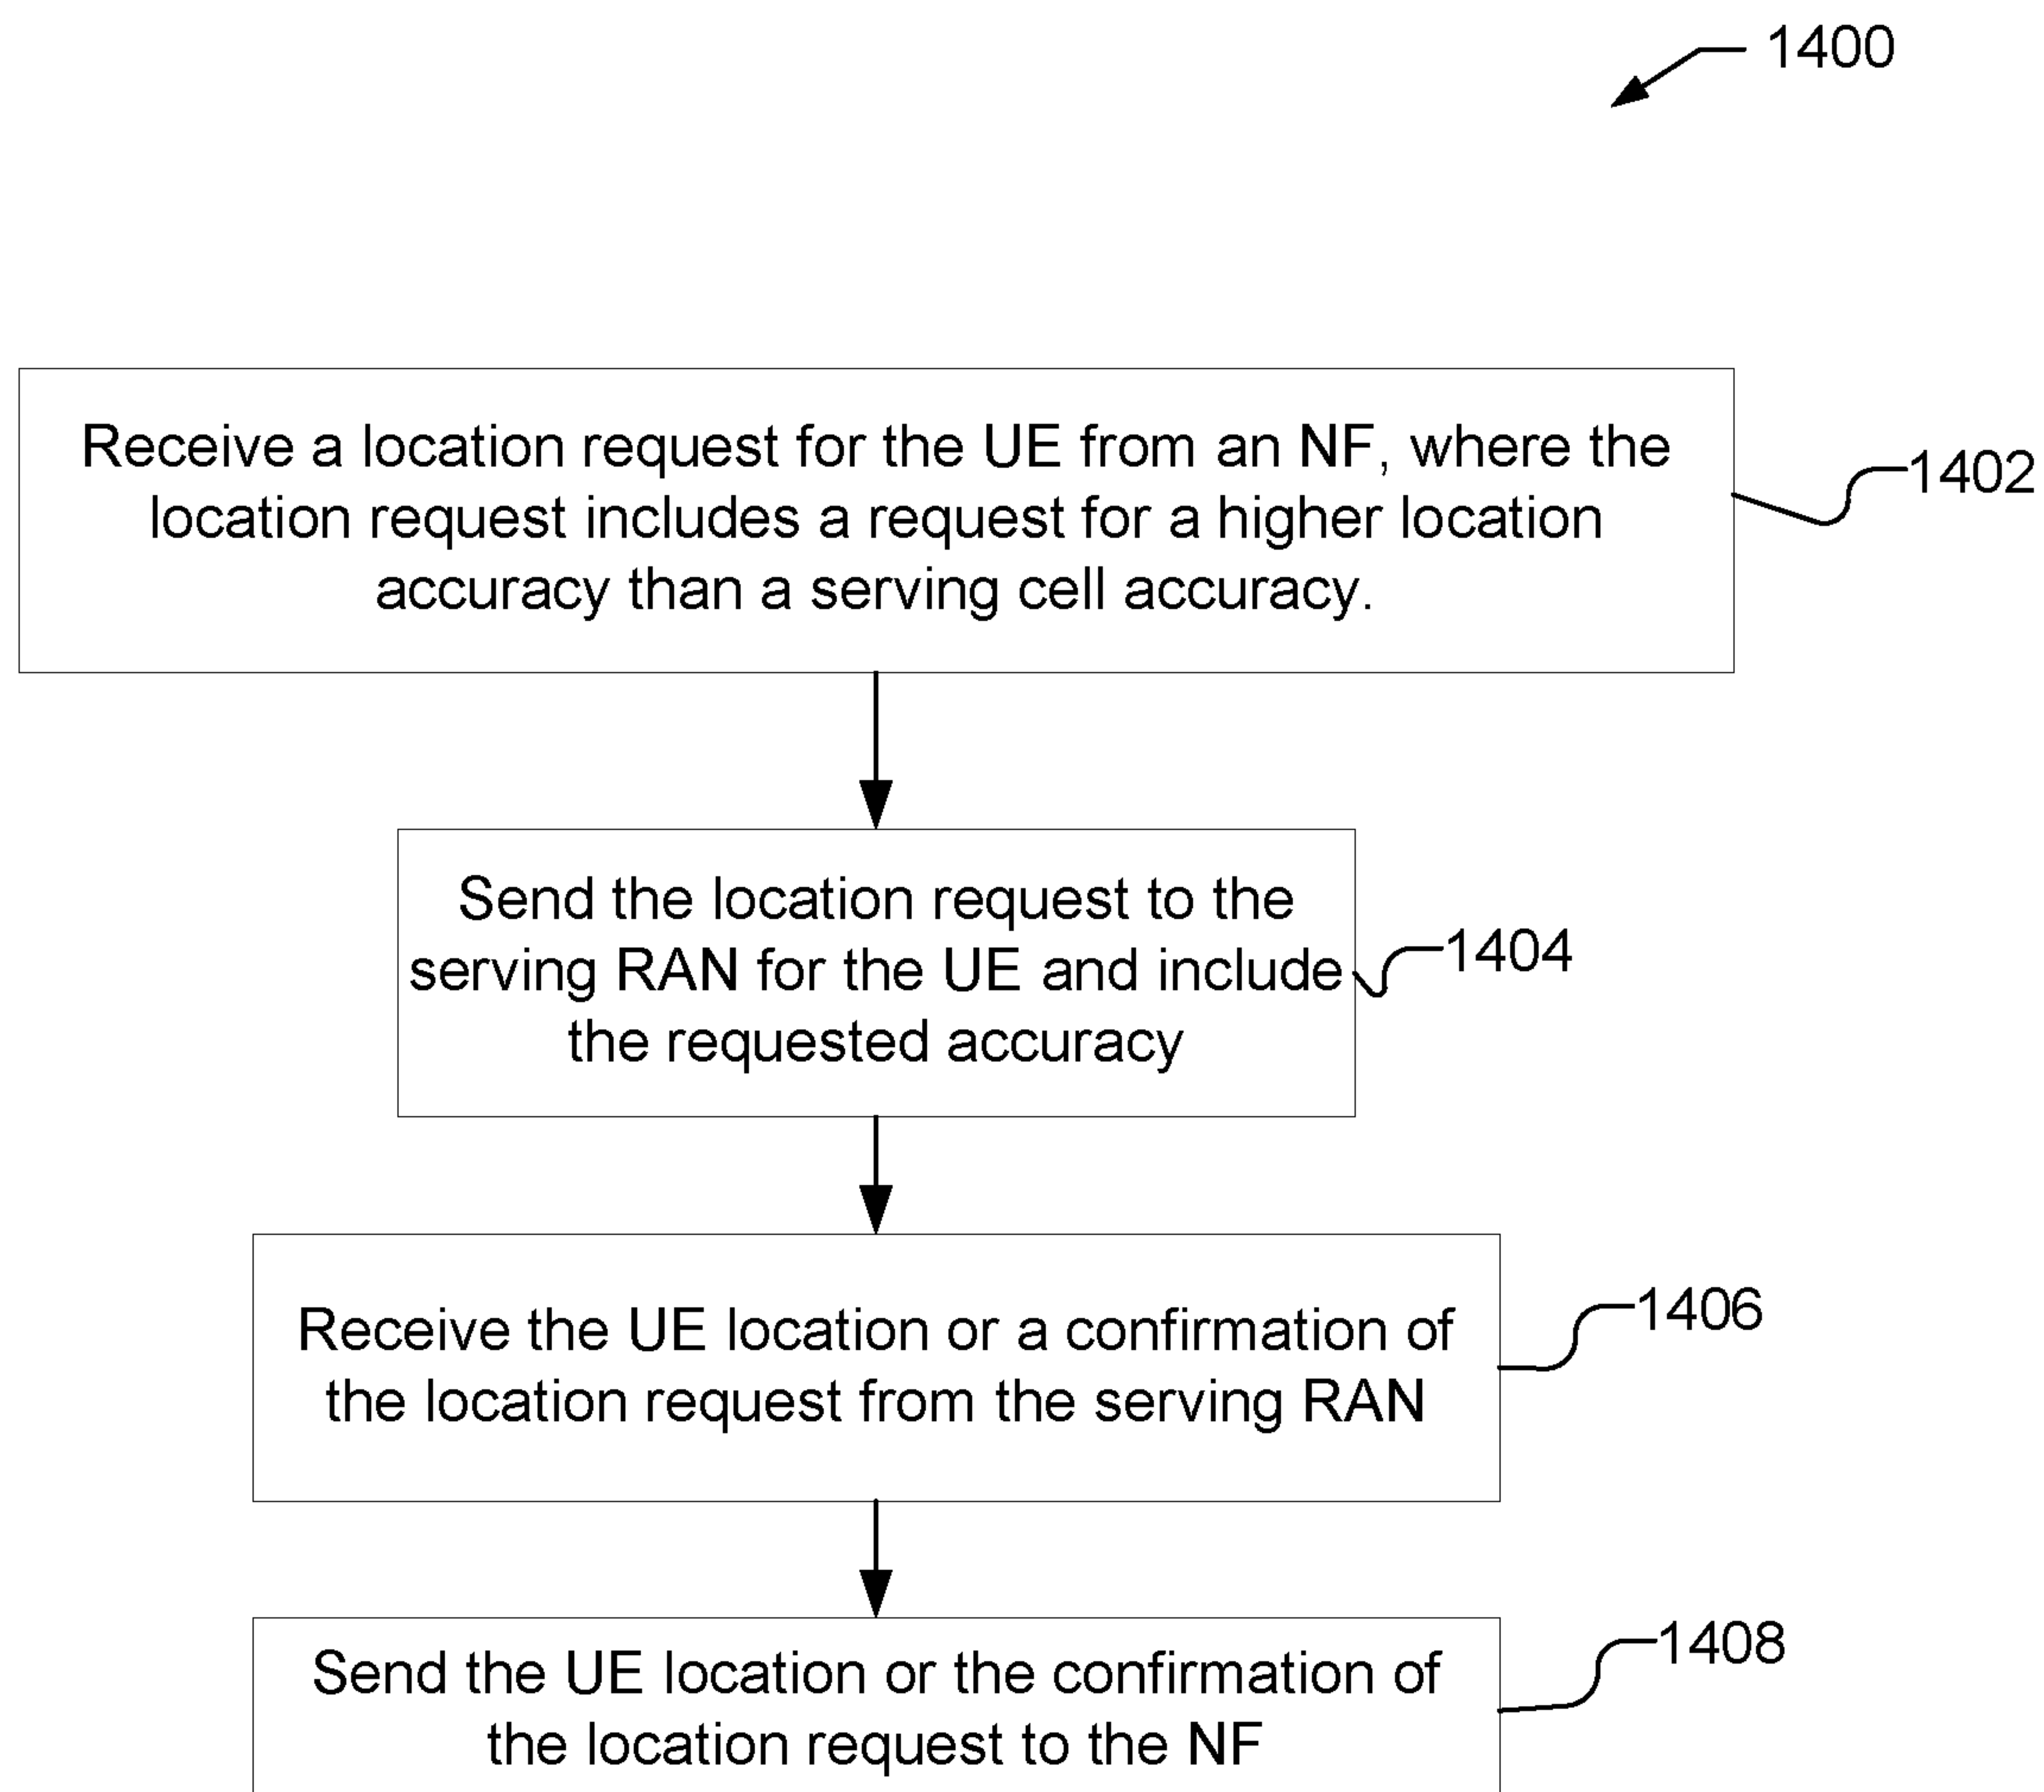 1400
Receive a location request for the UE from an NF, where the
location request includes a request for a higher location
accuracy than a serving cell accuracy.
1402
Send the location request to the
serving RAN for the UE and include
the requested accuracy
1404
Receive the UE location or a confirmation of
the location request from the serving RAN
1406
Send the UE location or the confirmation of
the location request to the NF
1408